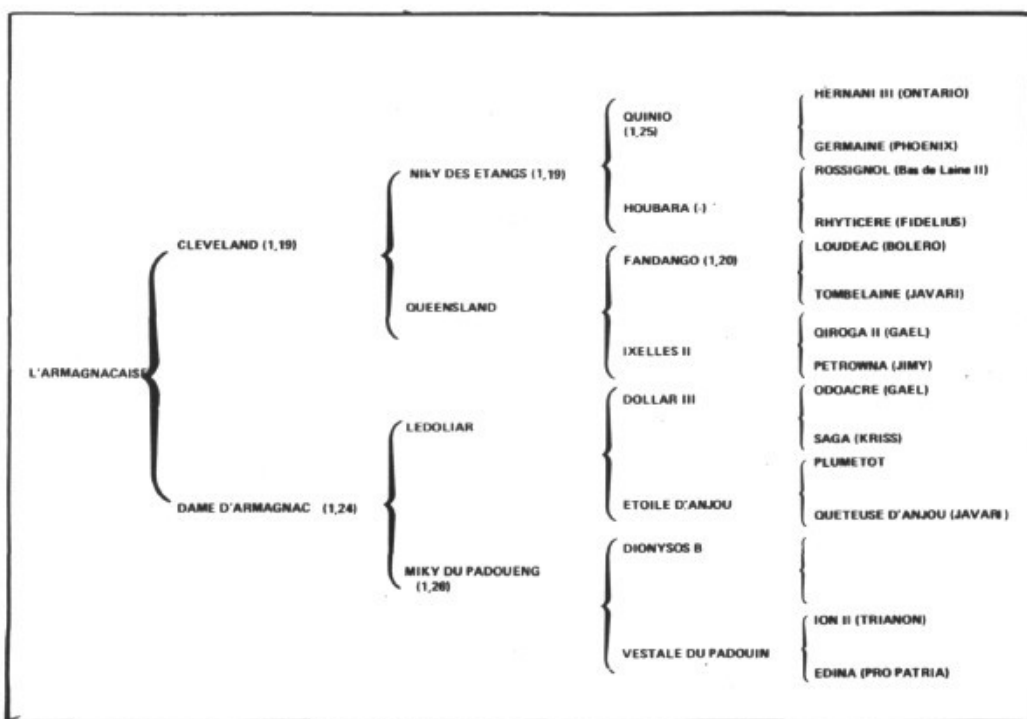 HERNANI III (ONTARIO)
QUINIO
(1,25)
GERMAINE (PHOENIX)
NIkY DES ETANGS (1,19)
ROSSIGNOL (Bas de Laine II)
HOUBARA (-)
RHYTICERE (FIDELIUS)
CLEVELAND (1,19)
LOUDEAC (BOLERO)
FANDANGO (1,20)
TOMBELAINE (JAVARI)
QUEENSLAND
QIROGA II (GAEL)
IXELLES II
PETROWNA (JIMY)
L'ARMAGNACAISE
ODOACRE (GAEL)
DOLLAR III
LEDOLIAR
SAGA (KRISS)
PLUMETOT
DAME D'ARMAGNAC (1,24)
ETOILE D'ANJOU
QUETEUSE D'ANJOU (JAVARI)
DIONYSOS B
MIKY DU PADOUENG
(1,26)
ION II (TRIANON)
VESTALE DU PADOUIN
EDINA (PRO PATRIA)